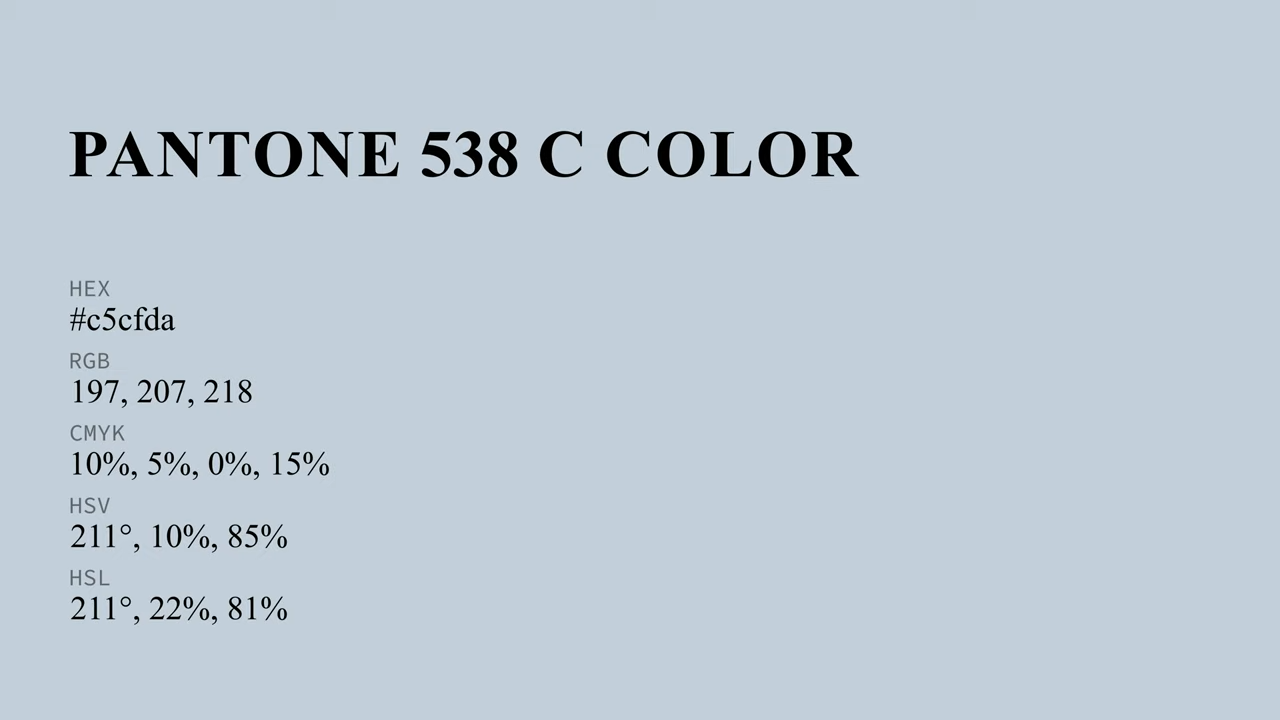 PANTONE 538 C COLOR
HEX
#c5cfda
RGB
197, 207, 218
CMYK
10%, 5%, 0%, 15%
HSV
211°, 10%, 85%
HSL
211°, 22%, 81%